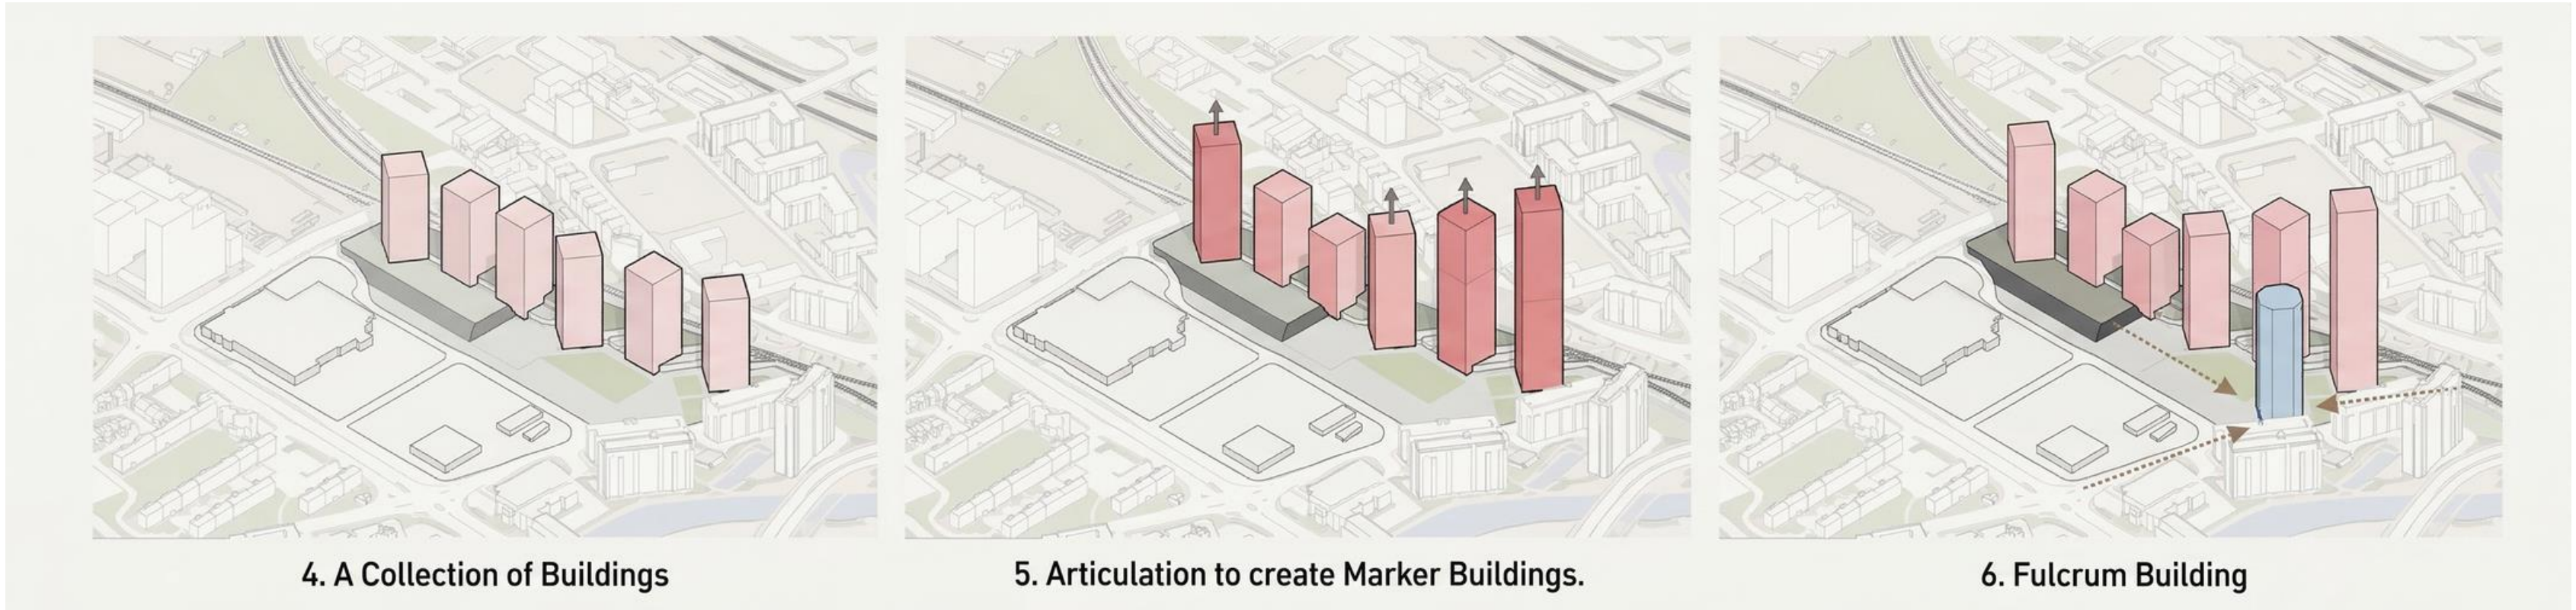 4. A Collection of Buildings
5. Articulation to create Marker Buildings.
6. Fulcrum Building